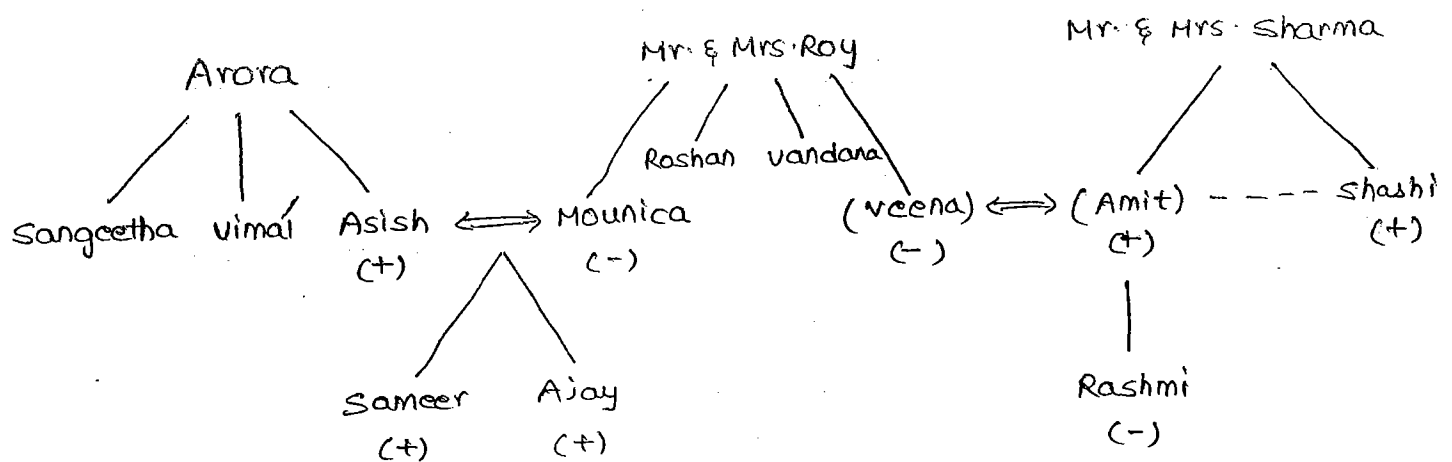 Mr. & Mrs. Sharma
Mr. & Mrs. Roy
Arora
Roshan vandana
Sangeetha vimal Asish ⟺ Mounica (veena) ⟺ (Amit) - - - - Shashi
(+) (-) (-) (+) (+)
Sameer Ajay Rashmi
(+) (+) (-)